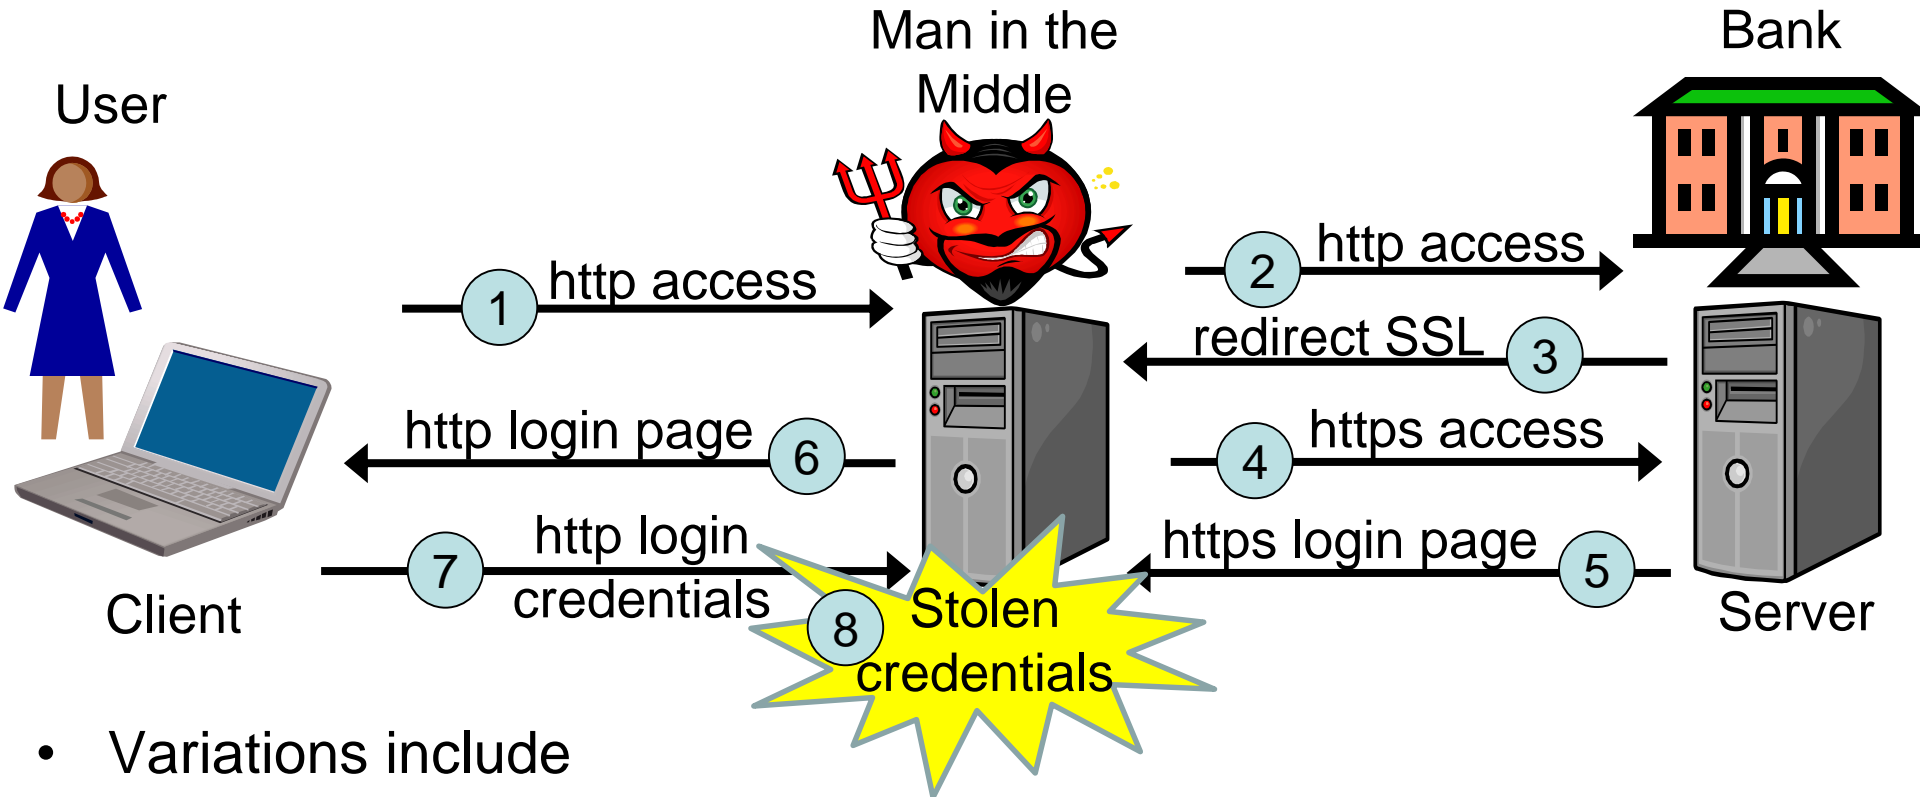 Man in the
Middle
Bank
User
1
http access
2
http access
redirect SSL
3
http login page
6
4
https access
7
http login
credentials
https login page
5
8
Stolen
credentials
Client
Server
• Variations include